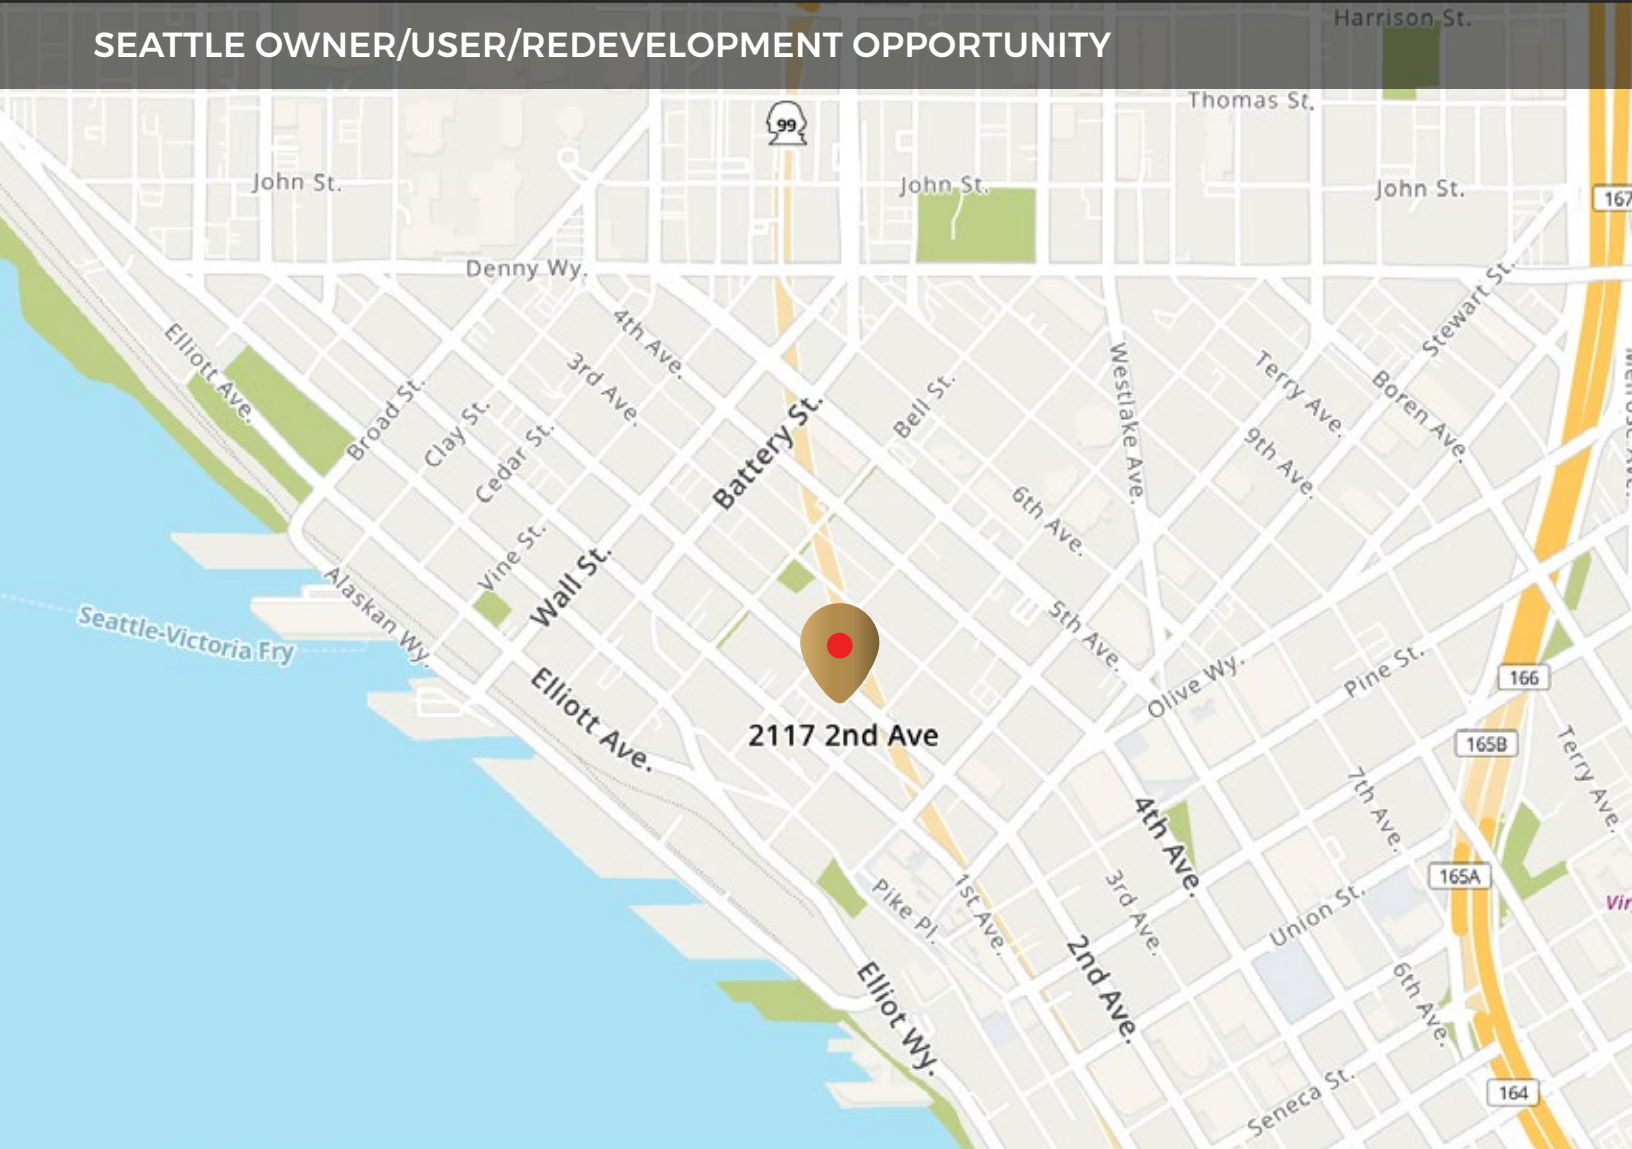 SEATTLE OWNER/USER/REDEVELOPMENT OPPORTUNITY
Harrison St.
Thomas St.
99
John St.
John St.
John St.
167
Denny Wy.
Stewart St.
4th Ave.
Elliott Ave.
3rd Ave.
Westlake Ave.
Terry Ave.
Boren Ave.
Melrose Ave.
Broad St.
Clay St.
Cedar St.
Battery St.
Bell St.
9th Ave.
6th Ave.
Vine St.
Wall St.
Alaskan Wy.
Seattle-Victoria Fry
5th Ave.
Olive Wy.
Pine St.
166
Elliott Ave.
2117 2nd Ave
165B
Terry Ave.
7th Ave.
4th Ave.
165A
Pike Pl.
1st Ave.
3rd Ave.
Union St.
Vir
2nd Ave.
Elliot Wy.
6th Ave.
Seneca St.
164